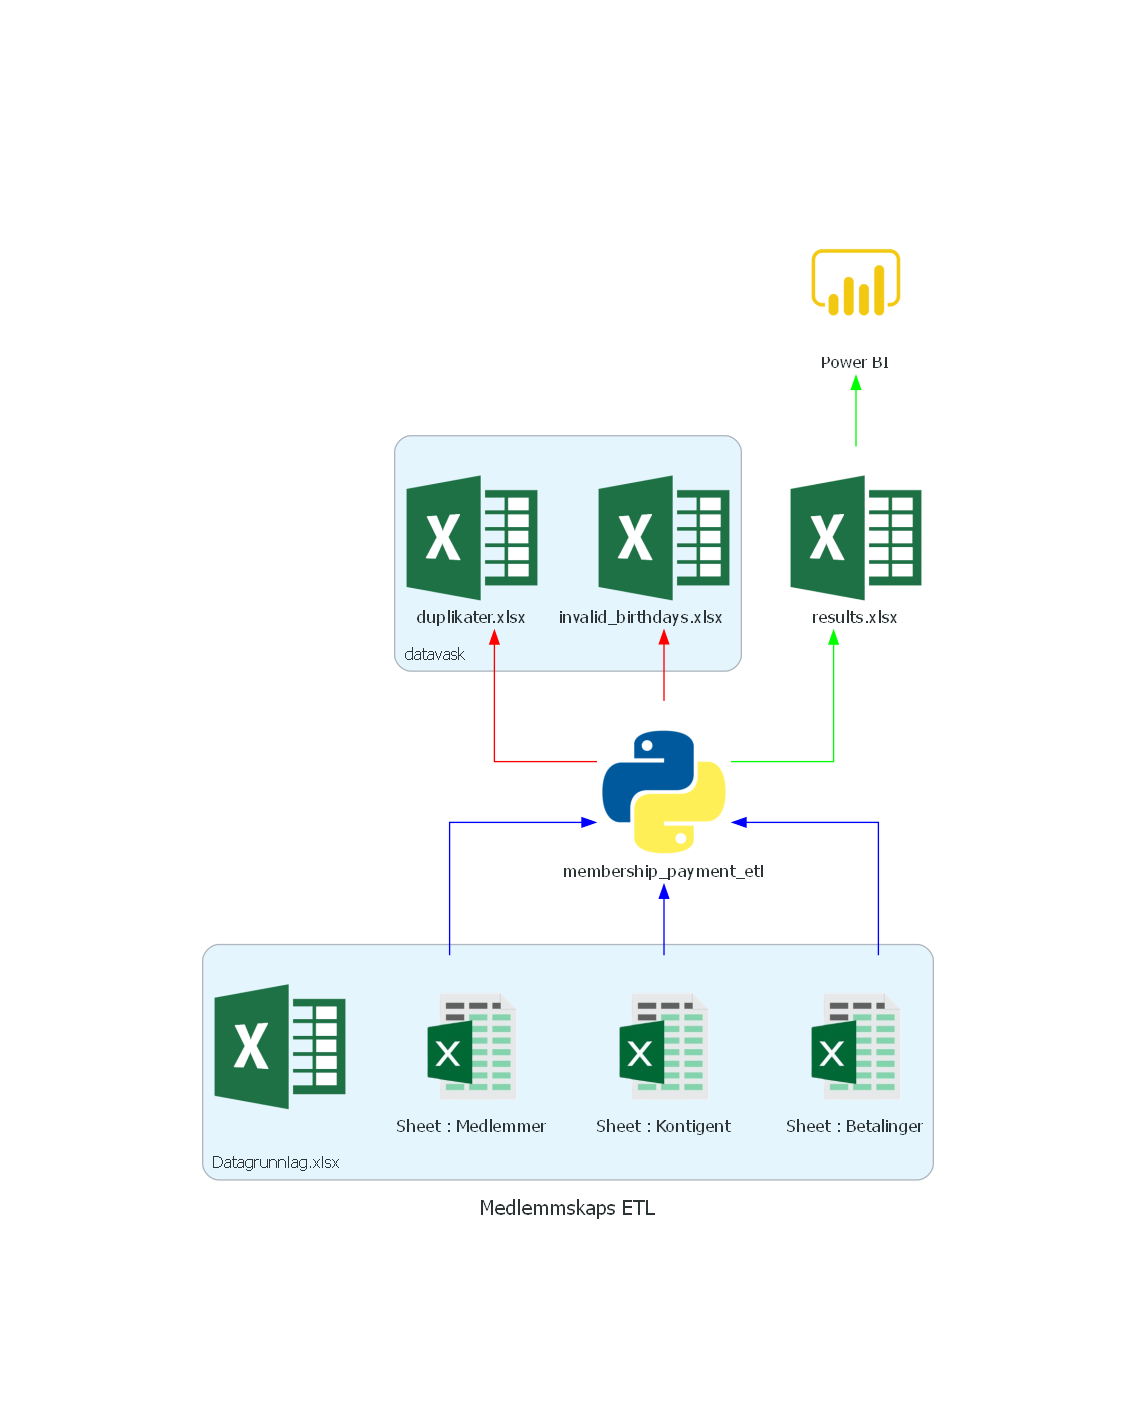 Power BI
duplikater.xlsx
invalid_birthdays.xlsx
results.xlsx
datavask
membership_payment_etl
Sheet : Medlemmer
Sheet : Kontigent
Sheet : Betalinger
Datagrunnlag.xlsx
Medlemmskaps ETL